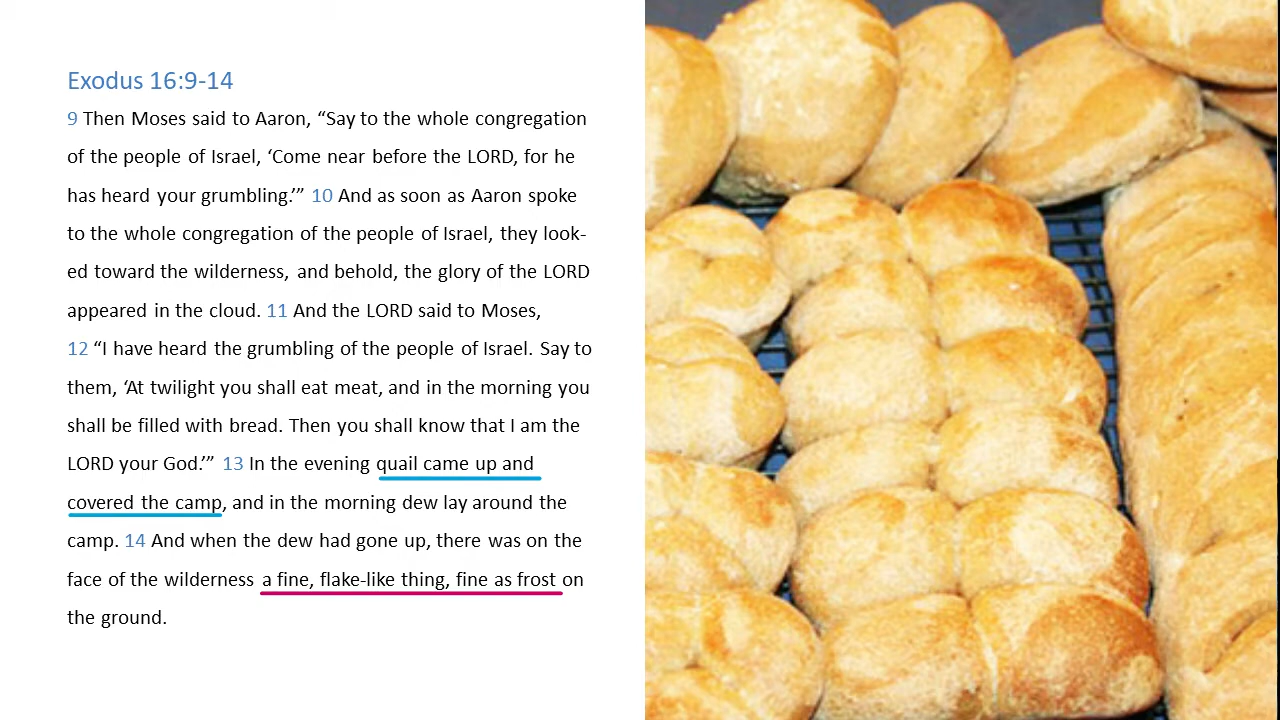 Exodus 16:9-14
9 Then Moses said to Aaron, “Say to the whole congregation
of the people of Israel, ‘Come near before the LORD, for he
has heard your grumbling.’” 10 And as soon as Aaron spoke
to the whole congregation of the people of Israel, they look-
ed toward the wilderness, and behold, the glory of the LORD
appeared in the cloud. 11 And the LORD said to Moses,
12 “I have heard the grumbling of the people of Israel. Say to
them, ‘At twilight you shall eat meat, and in the morning you
shall be filled with bread. Then you shall know that I am the
LORD your God.’” 13 In the evening quail came up and
covered the camp, and in the morning dew lay around the
camp. 14 And when the dew had gone up, there was on the
face of the wilderness a fine, flake-like thing, fine as frost on
the ground.